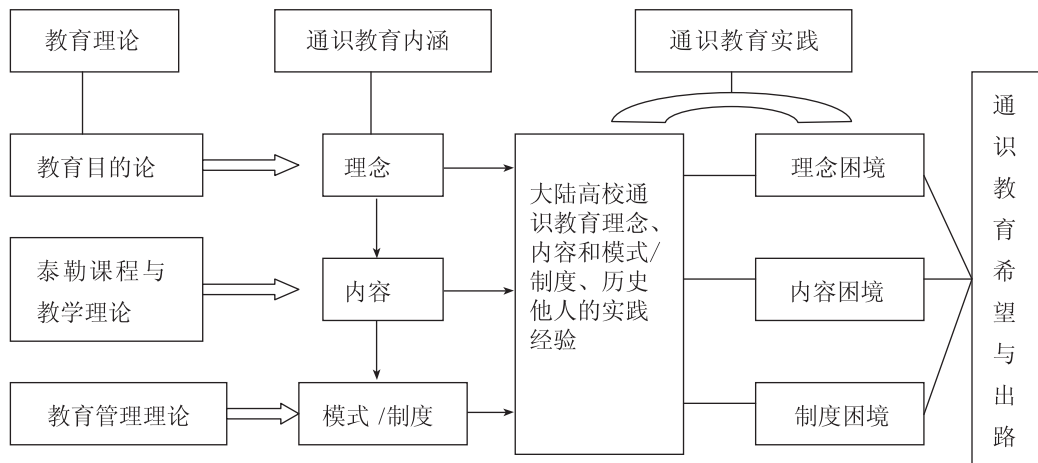 教育理论
通识教育内涵
通识教育实践
教育目的论
理念
泰勒课程与
教学理论
内容
教育管理理论
模式 /制度
大陆高校通
识教育理念、
内容和模式/
制度、历史
他人的实践
经验
理念困境
内容困境
制度困境
通
识
教
育
希
望
与
出
路